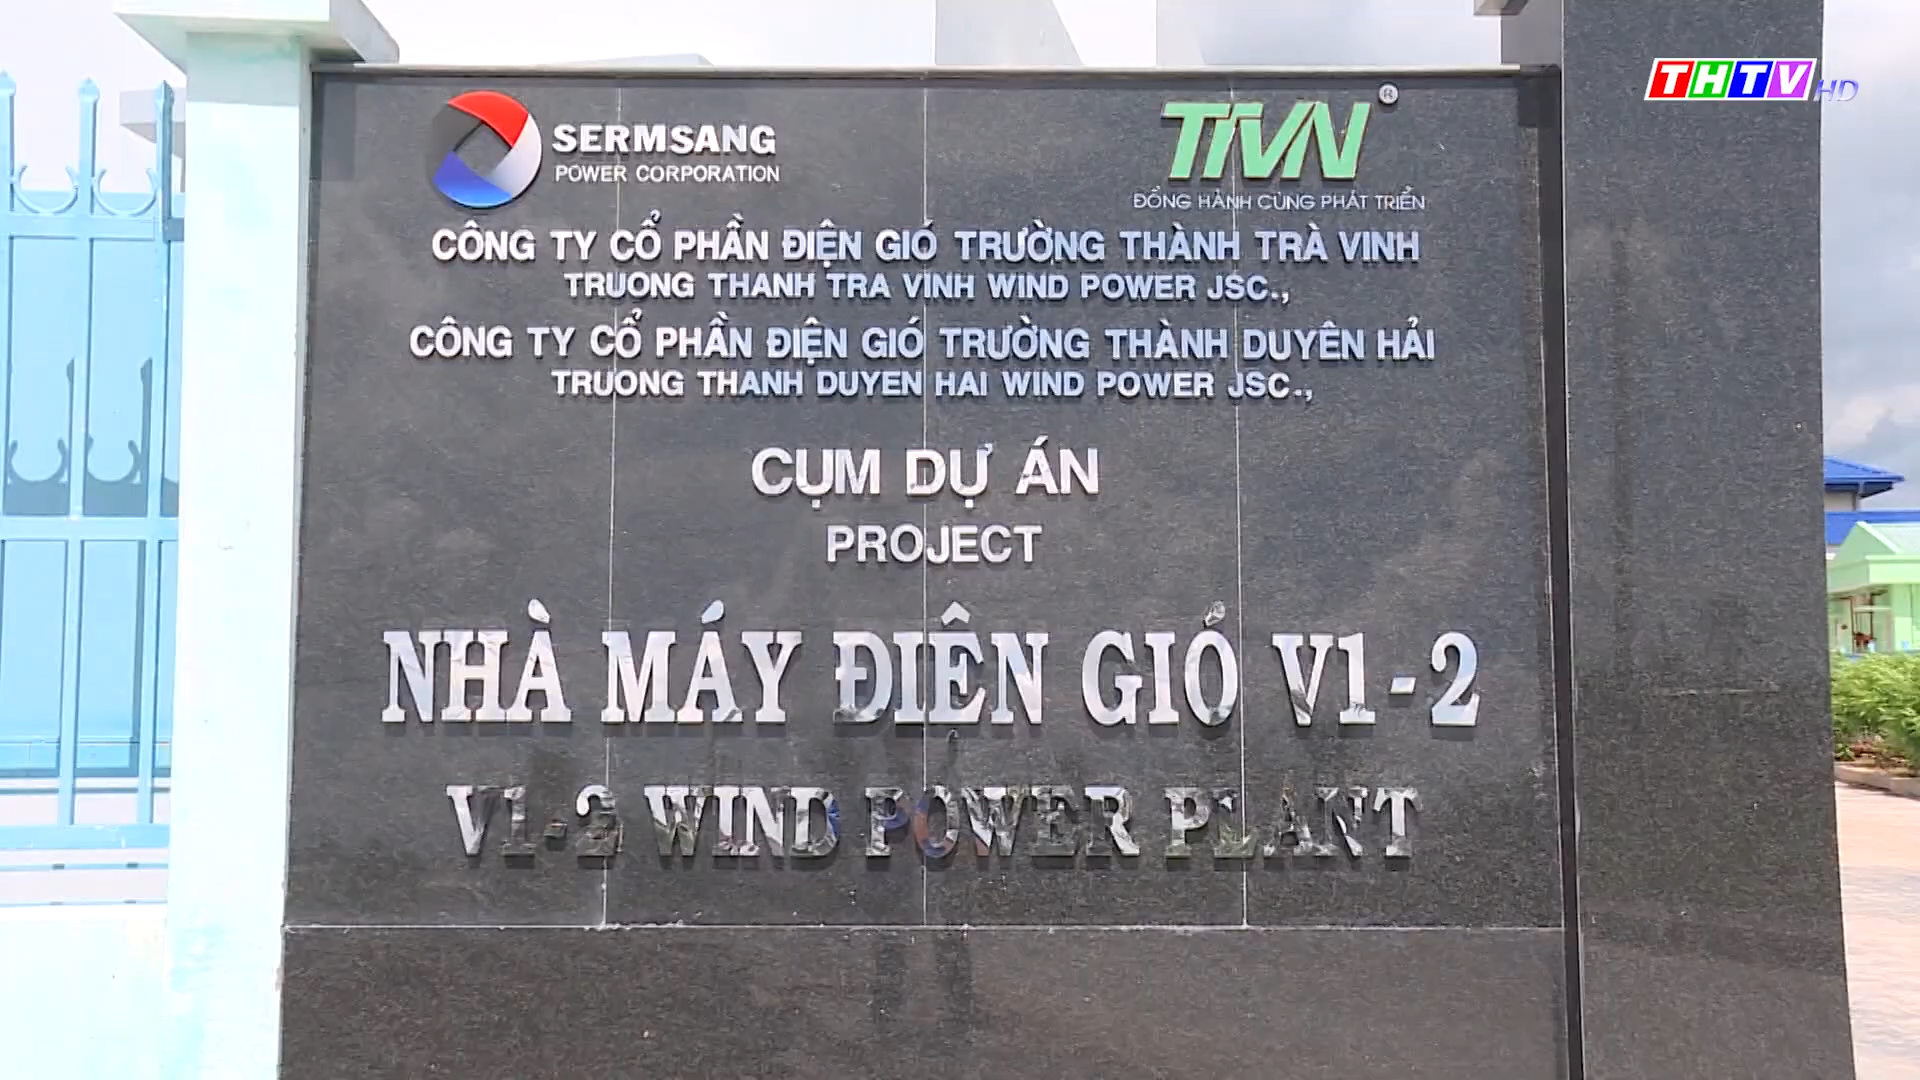 THTV HD
SERMSANG
POWER CORPORATION
TTVN ®
ĐỒNG HÀNH CÙNG PHÁT TRIỂN
CÔNG TY CỔ PHẦN ĐIỆN GIÓ TRƯỜNG THÀNH TRÀ VINH
TRUONG THANH TRA VINH WIND POWER JSC.,
CÔNG TY CỔ PHẦN ĐIỆN GIÓ TRƯỜNG THÀNH DUYÊN HẢI
TRUONG THANH DUYEN HAI WIND POWER JSC.,
CỤM DỰ ÁN
PROJECT
NHÀ MÁY ĐIÊN GIÓ V1-2
V1-2 WIND POWER PLANT